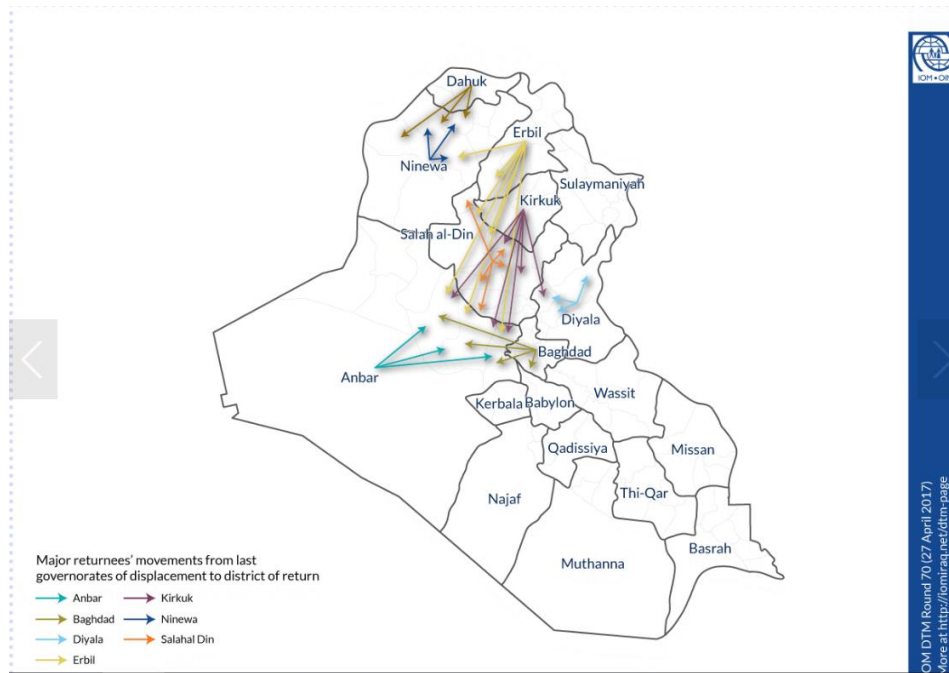 IOM • OIM
Dahuk
Erbil
Ninewa
Sulaymaniyah
Kirkuk
Salah al-Din
Diyala
Baghdad
Anbar
Wassit
Kerbala
Babylon
Qadissiya
Missan
Najaf
Thi-Qar
Basrah
Muthanna
Major returnees' movements from last
governorates of displacement to district of return
Anbar
Kirkuk
Baghdad
Ninewa
Diyala
Salahal Din
Erbil
IOM DTM Round 70 (27 April 2017)
More at http://iomiraq.net/dtm-page